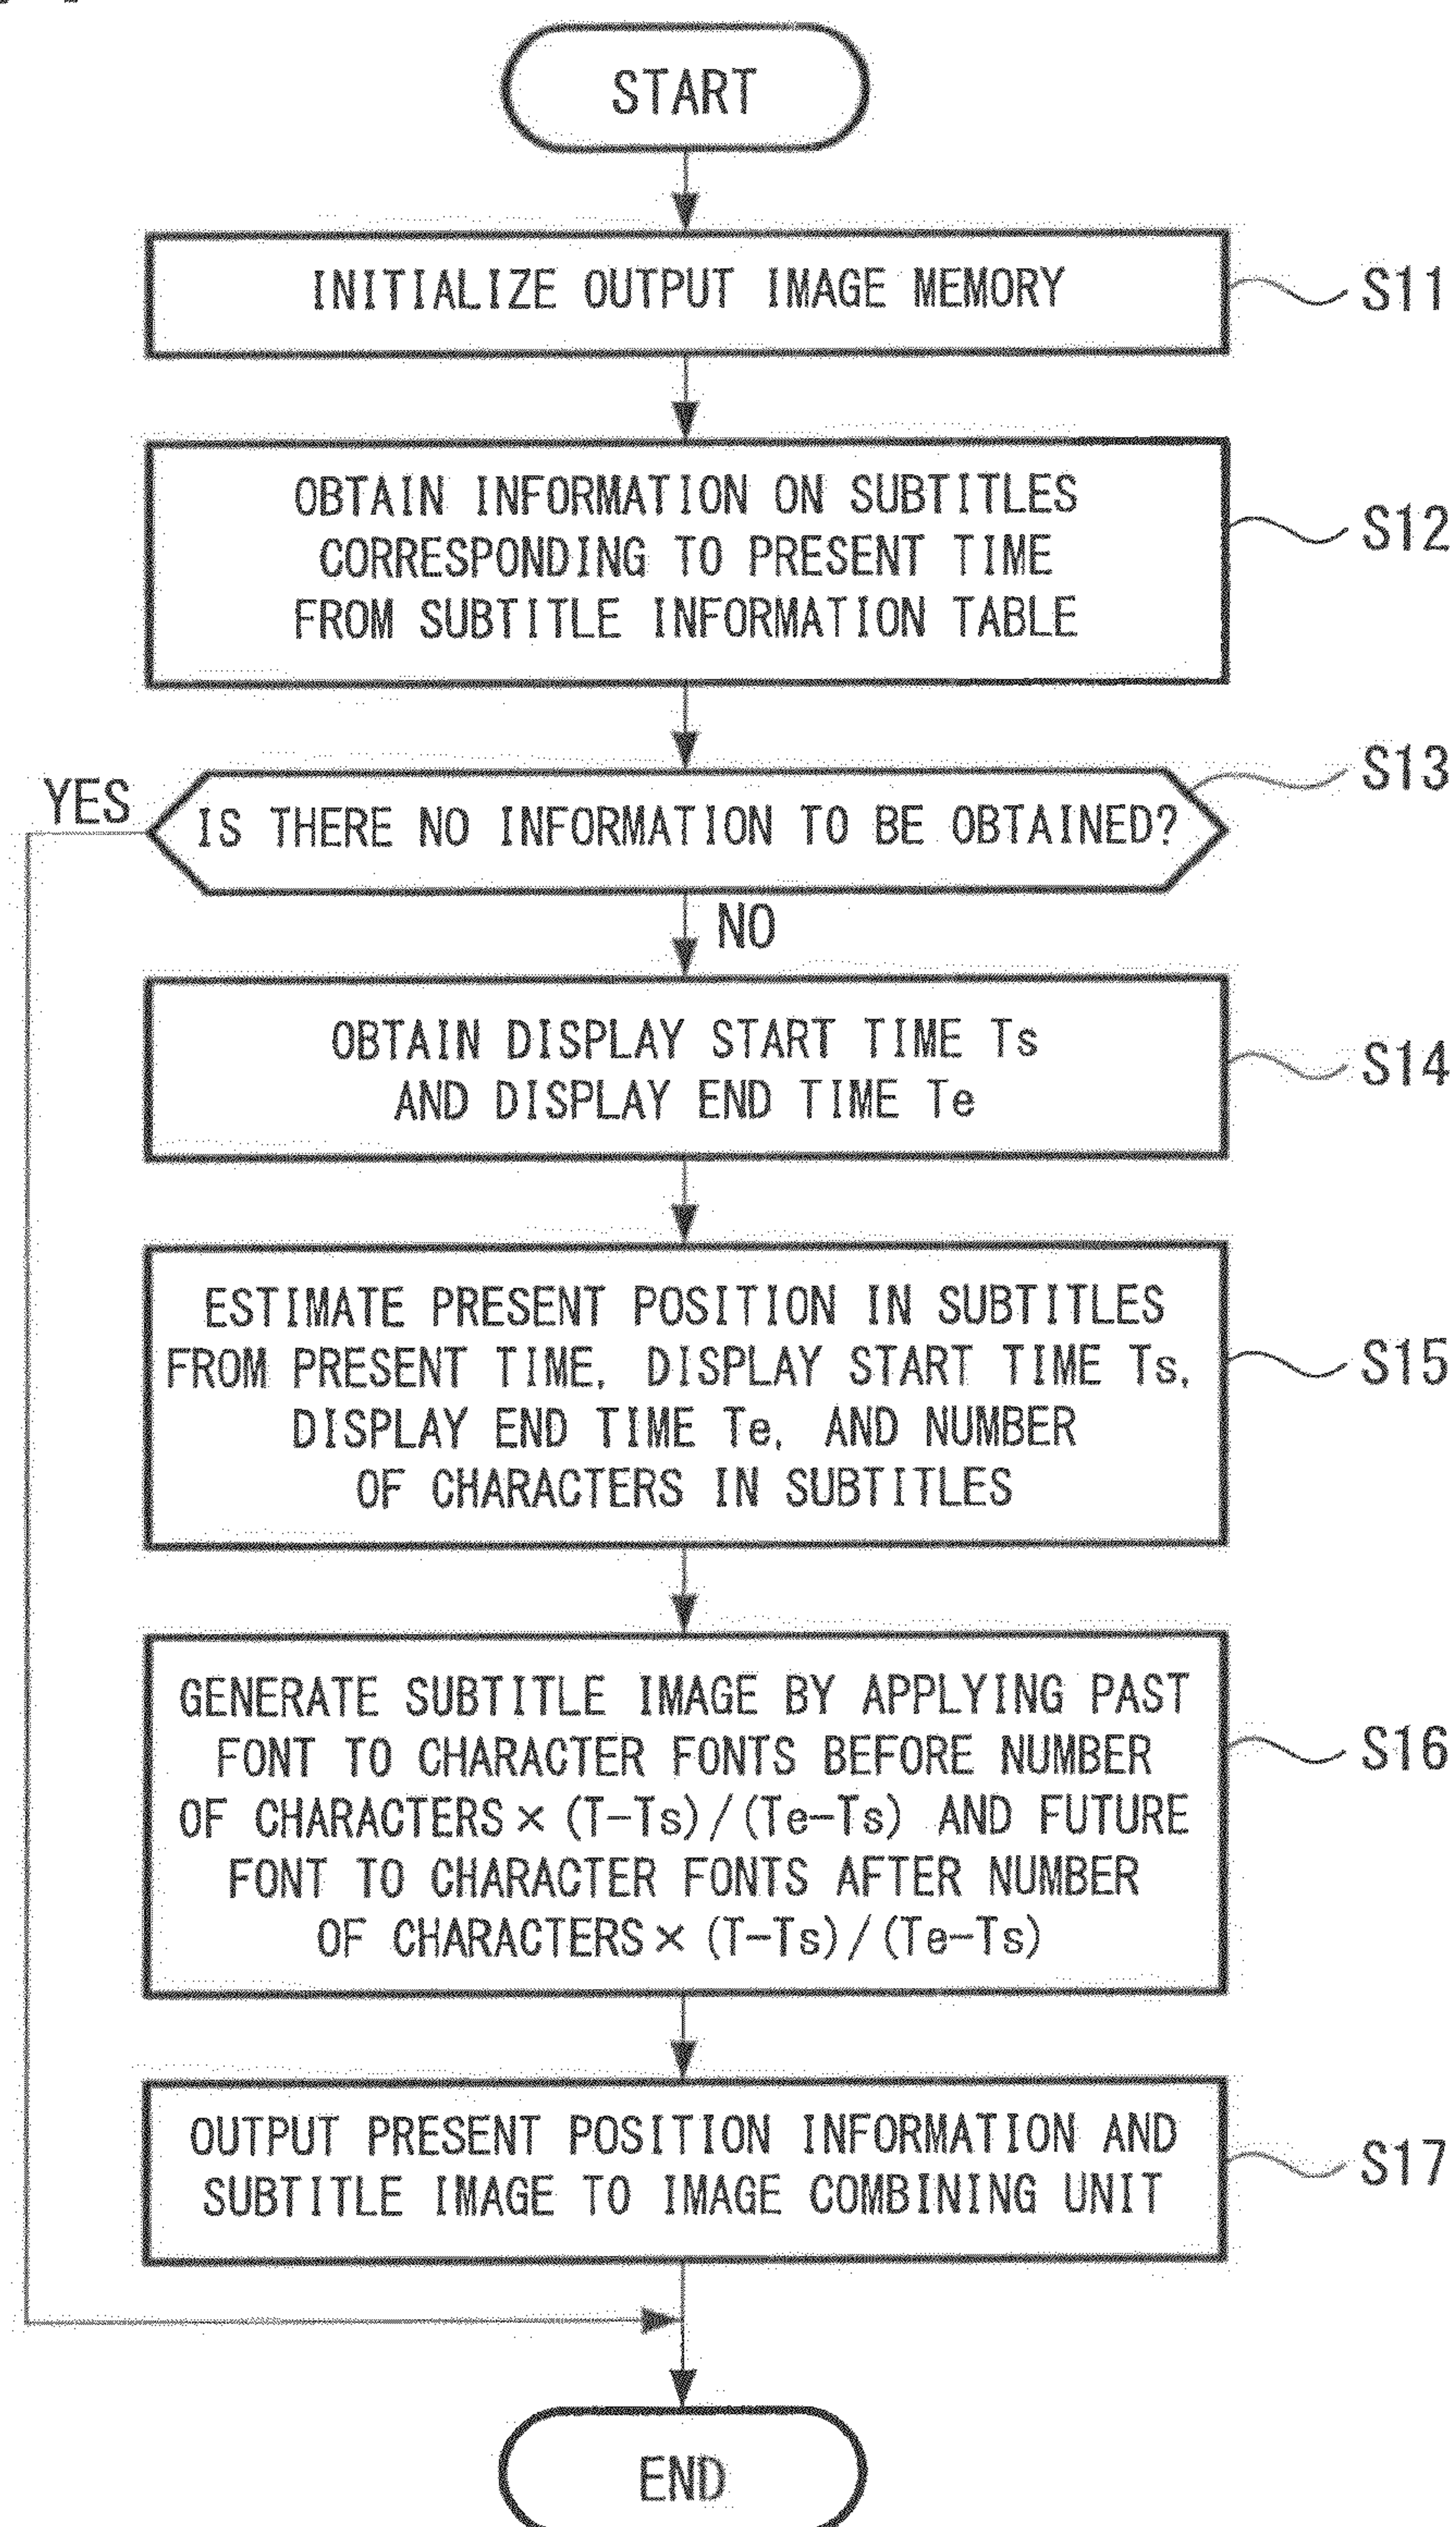 START
INITIALIZE OUTPUT IMAGE MEMORY
S11
OBTAIN INFORMATION ON SUBTITLES
CORRESPONDING TO PRESENT TIME
FROM SUBTITLE INFORMATION TABLE
S12
S13
YES
IS THERE NO INFORMATION TO BE OBTAINED?
NO
OBTAIN DISPLAY START TIME Ts
AND DISPLAY END TIME Te
S14
ESTIMATE PRESENT POSITION IN SUBTITLES
FROM PRESENT TIME, DISPLAY START TIME Ts,
DISPLAY END TIME Te, AND NUMBER
OF CHARACTERS IN SUBTITLES
S15
GENERATE SUBTITLE IMAGE BY APPLYING PAST
FONT TO CHARACTER FONTS BEFORE NUMBER
OF CHARACTERS×(T-Ts)/(Te-Ts) AND FUTURE
FONT TO CHARACTER FONTS AFTER NUMBER
OF CHARACTERS×(T-Ts)/(Te-Ts)
S16
OUTPUT PRESENT POSITION INFORMATION AND
SUBTITLE IMAGE TO IMAGE COMBINING UNIT
S17
END